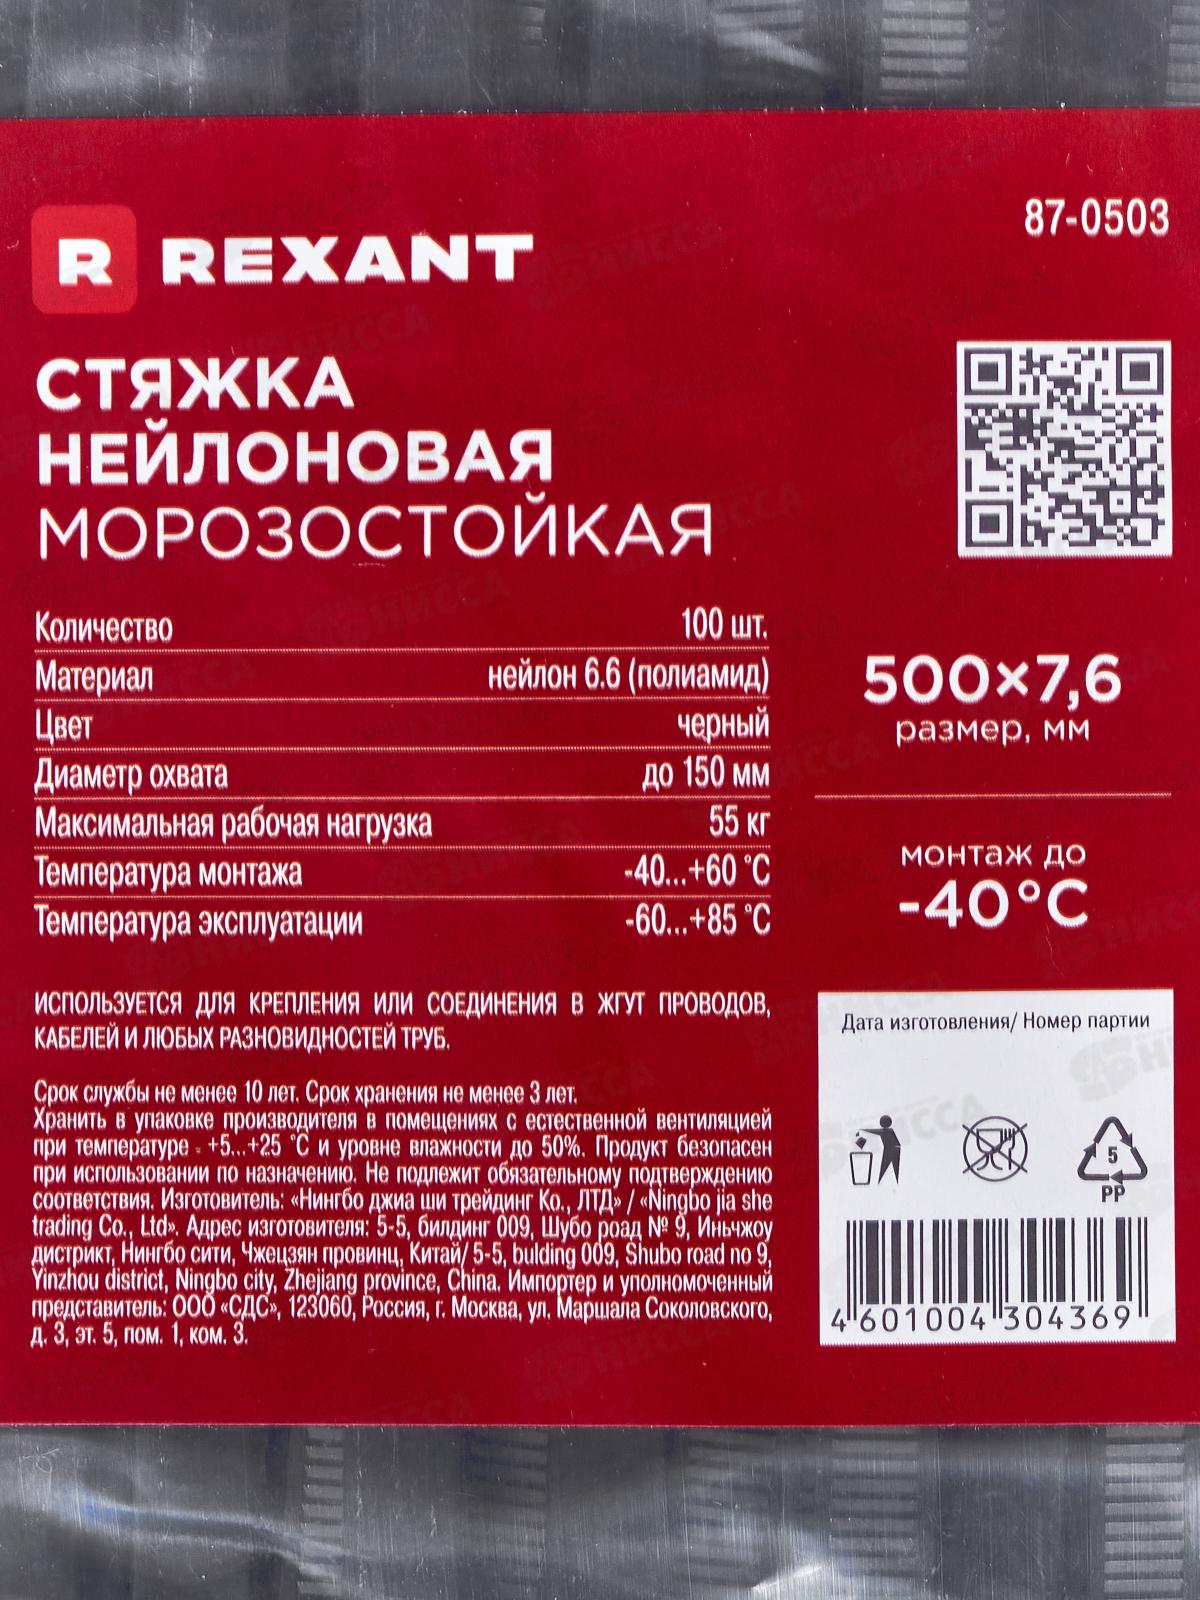 87-0503
R REXANT
СТЯЖКА
НЕЙЛОНОВАЯ
МОРОЗОСТОЙКАЯ
Количество 100 шт.
Материал нейлон 6.6 (полиамид)
Цвет черный
Диаметр охвата до 150 мм
Максимальная рабочая нагрузка 55 кг
Температура монтажа -40...+60 °C
Температура эксплуатации -60...+85 °C
500×7,6
размер, мм
монтаж до
-40°C
ИСПОЛЬЗУЕТСЯ ДЛЯ КРЕПЛЕНИЯ ИЛИ СОЕДИНЕНИЯ В ЖГУТ ПРОВОДОВ,
КАБЕЛЕЙ И ЛЮБЫХ РАЗНОВИДНОСТЕЙ ТРУБ.
Срок службы не менее 10 лет. Срок хранения не менее 3 лет.
Хранить в упаковке производителя в помещениях с естественной вентиляцией
при температуре - +5...+25 °C и уровне влажности до 50%. Продукт безопасен
при использовании по назначению. Не подлежит обязательному подтверждению
соответствия. Изготовитель: «Нингбо джиа ши трейдинг Ко., ЛТД» / «Ningbo jia she
trading Co., Ltd». Адрес изготовителя: 5-5, билдинг 009, Шубо роад № 9, Иньчжоу
дистрикт, Нингбо сити, Чжецзян провинц, Китай/ 5-5, bulding 009, Shubo road no 9,
Yinzhou district, Ningbo city, Zhejiang province, China. Импортер и уполномоченный
представитель: ООО «СДС», 123060, Россия, г. Москва, ул. Маршала Соколовского,
д. 3, эт. 5, пом. 1, ком. 3.
Дата изготовления/ Номер партии
5
PP
4 601004 304369